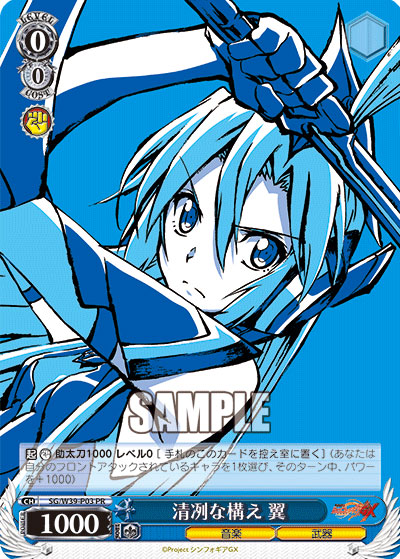 LEVEL
0
0
COST
SAMPLE
助太刀1000 レベル0 [手札のこのカードを控え室に置く] (あなたは
自分のフロントアタックされているキャラを1枚選び、そのターン中、パワー
を+1000)
CH
SG/W39-P03 PR
POWER
1000
清冽な構え 翼
音楽
武器
©Project シンフォギアGX